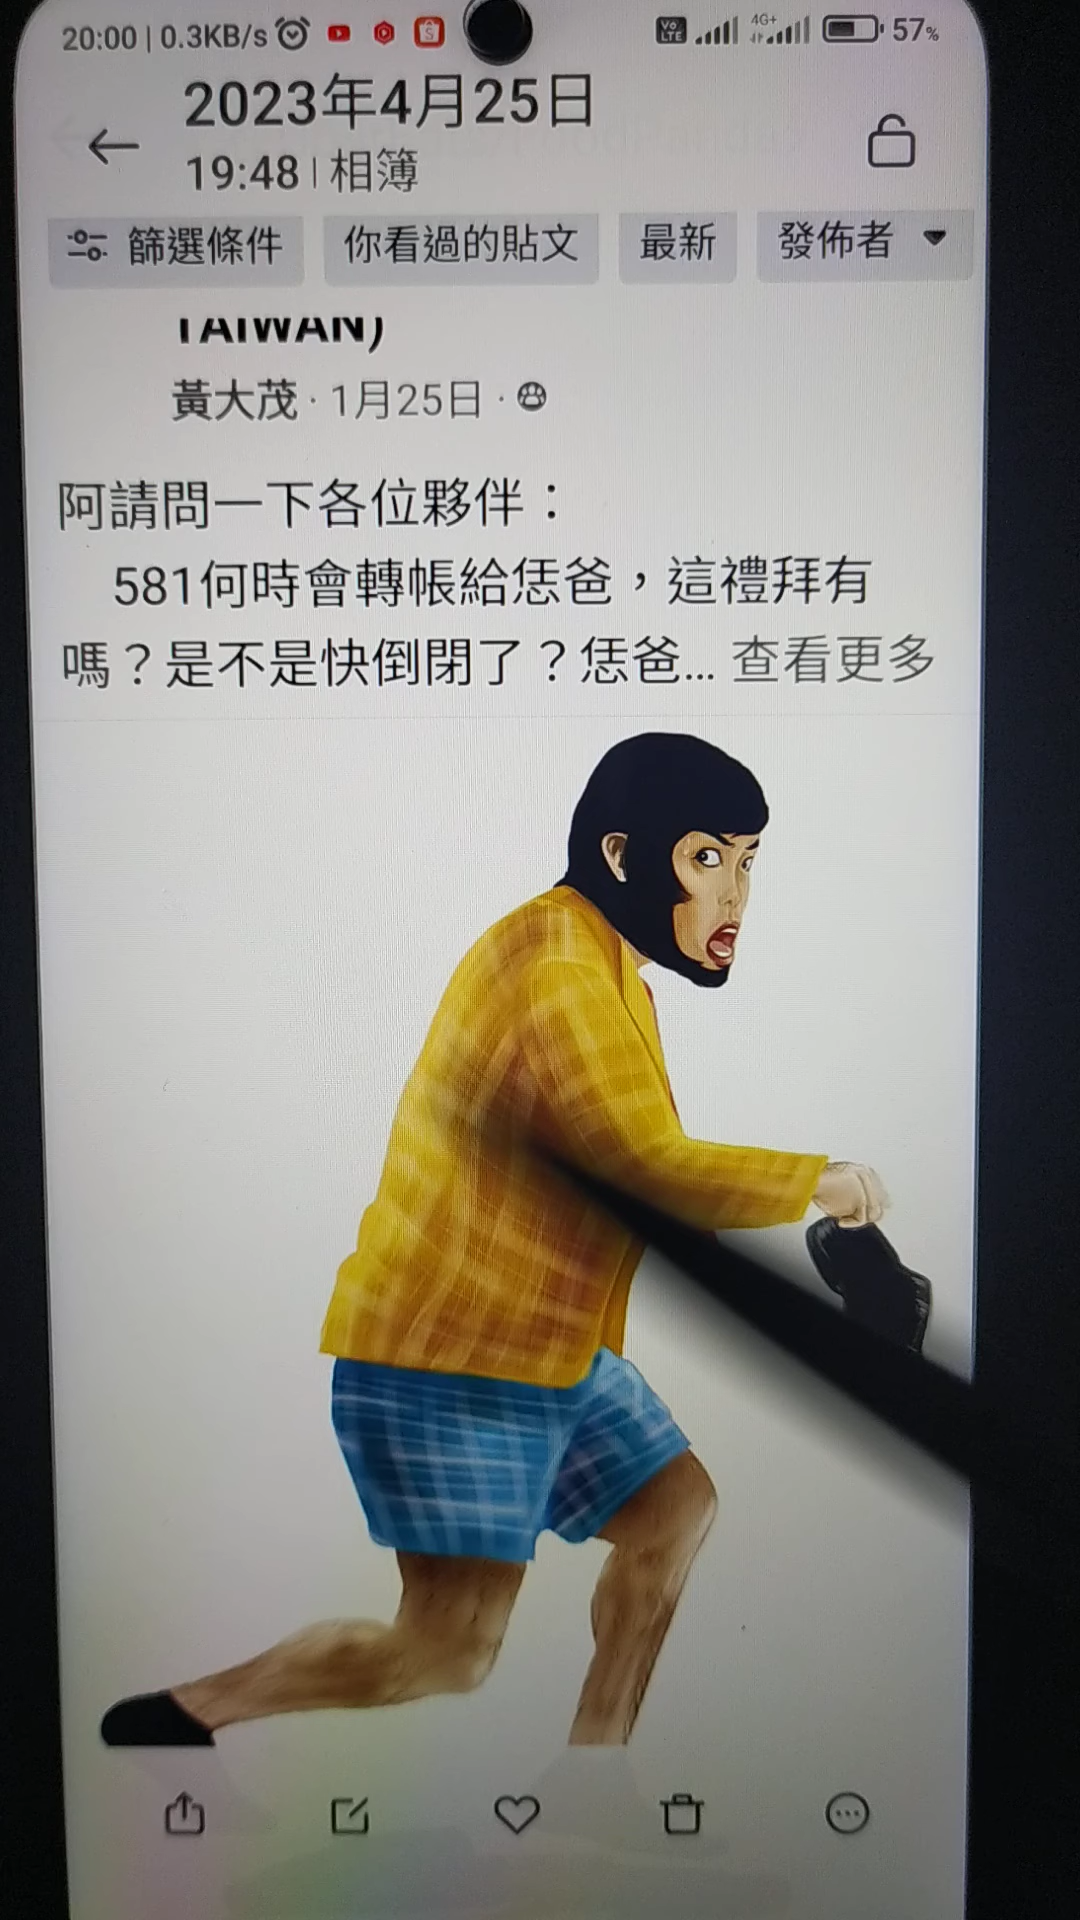 20:00 | 0.3KB/s
Vo LTE 4G+ 57%
2023年4月25日
19:48 | 相簿
篩選條件 你看過的貼文 最新 發佈者
TAIWAN)
黃大茂 · 1月25日 ·
阿請問一下各位夥伴：
581何時會轉帳給恁爸，這禮拜有
嗎？是不是快倒閉了？恁爸... 查看更多